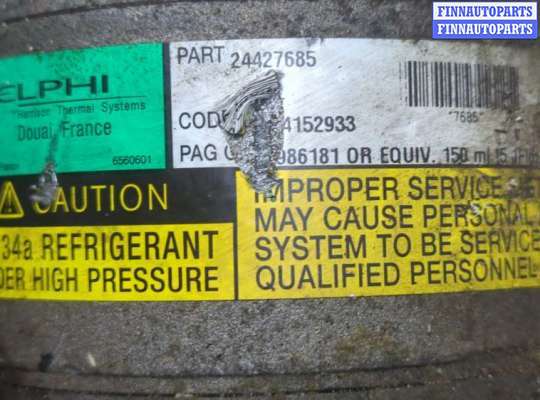 FINNAUTOPARTS
FINNAUTOPARTS
ELPHI
Harrison Thermal Systems
Douai, France
6560601
PART 24427685
CODE 4152933
"7685"
PAG 986181 OR EQUIV. 150 ml
CAUTION
34a REFRIGERANT
DER HIGH PRESSURE
IMPROPER SERVICE
MAY CAUSE PERSONAL
SYSTEM TO BE SERVICE
QUALIFIED PERSONNEL